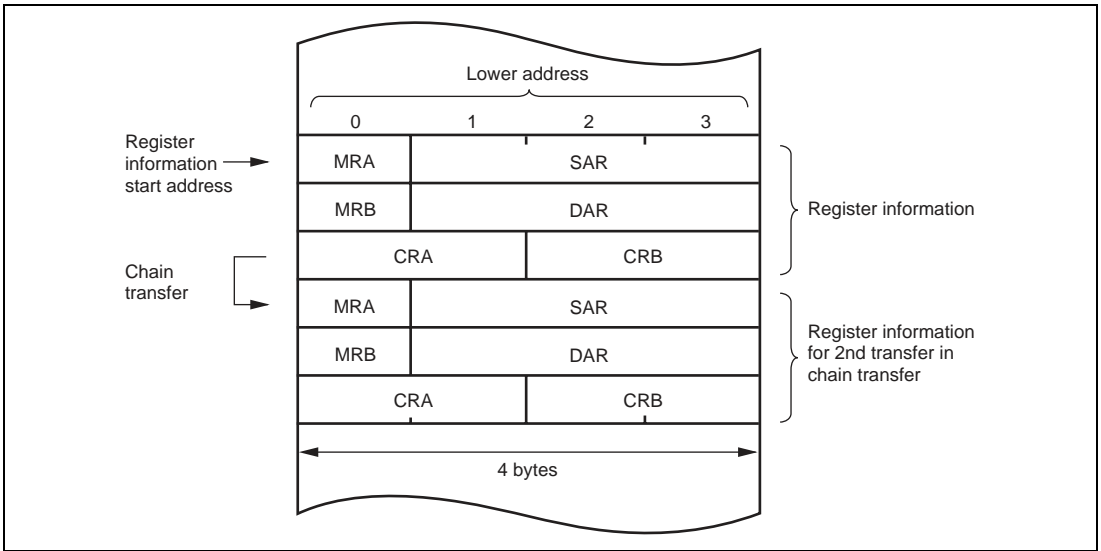 Lower address
0 1 2 3
Register
information
start address
MRA SAR
MRB DAR
CRA CRB
Register information
Chain
transfer
MRA SAR
MRB DAR
CRA CRB
Register information
for 2nd transfer in
chain transfer
4 bytes